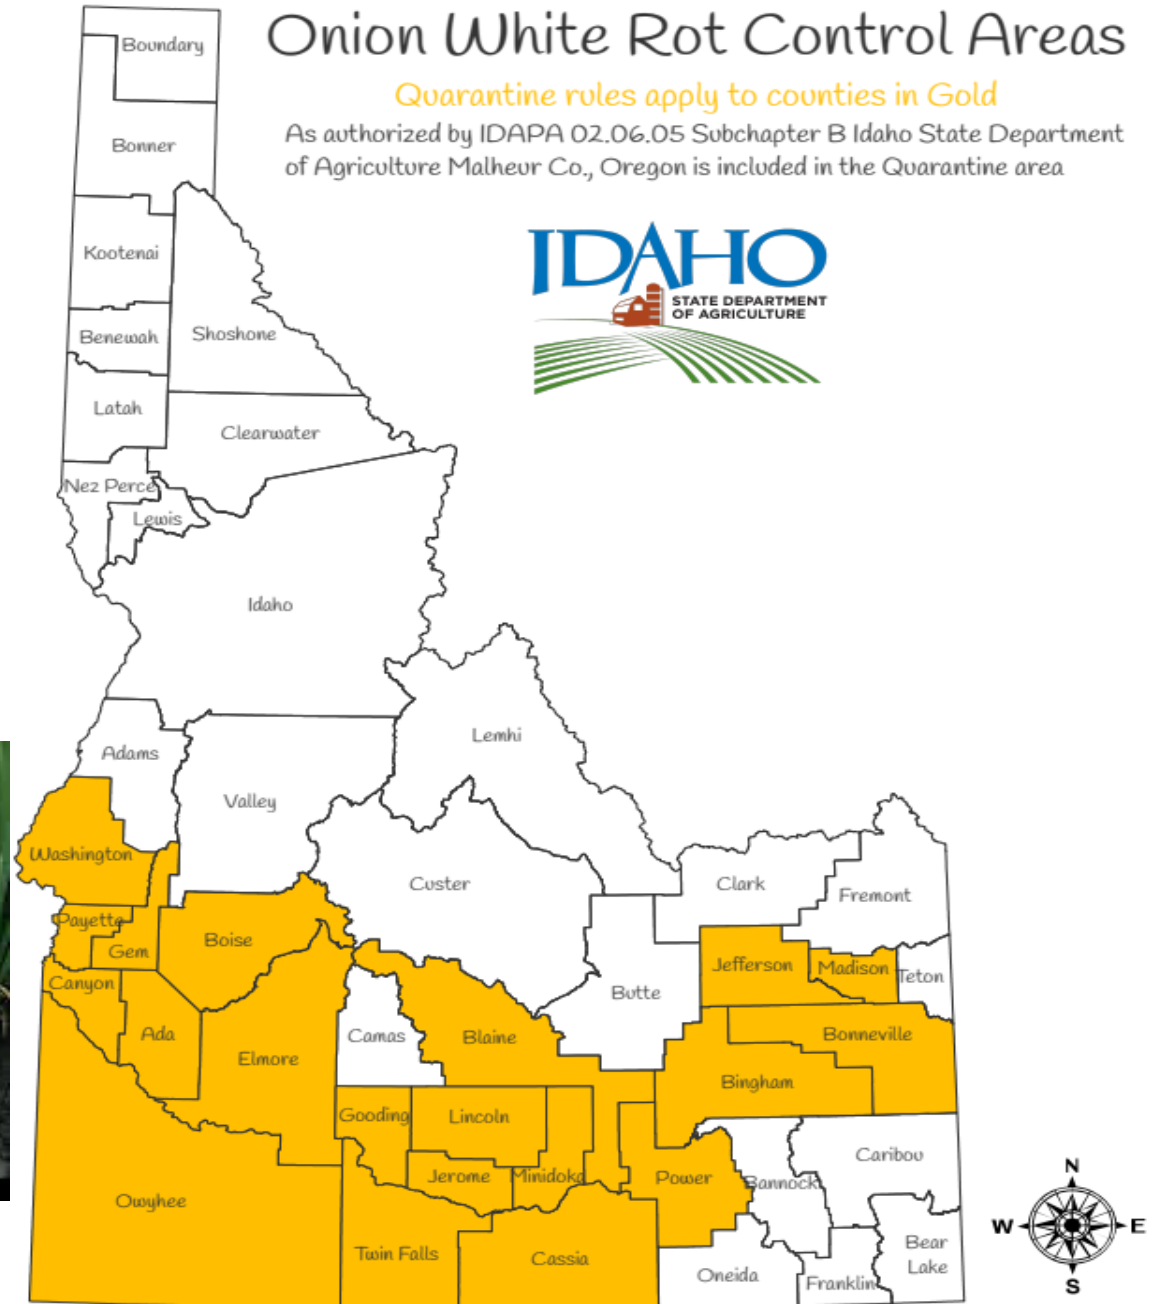 Onion White Rot Control Areas
Quarantine rules apply to counties in Gold
As authorized by IDAPA 02.06.05 Subchapter B Idaho State Department
of Agriculture Malheur Co., Oregon is included in the Quarantine area
IDAHO
STATE DEPARTMENT
OF AGRICULTURE
Boundary
Bonner
Kootenai
Benewah
Shoshone
Latah
Clearwater
Nez Perce
Lewis
Idaho
Adams
Lemhi
Valley
Washington
Custer
Clark
Fremont
Payette
Gem
Boise
Jefferson
Madison
Teton
Canyon
Butte
Ada
Camas
Blaine
Bonneville
Elmore
Bingham
Gooding
Lincoln
Caribou
Jerome
Minidoka
Power
Bannock
Owyhee
Twin Falls
Cassia
Bear
Lake
Oneida
Franklin
N
W
E
S